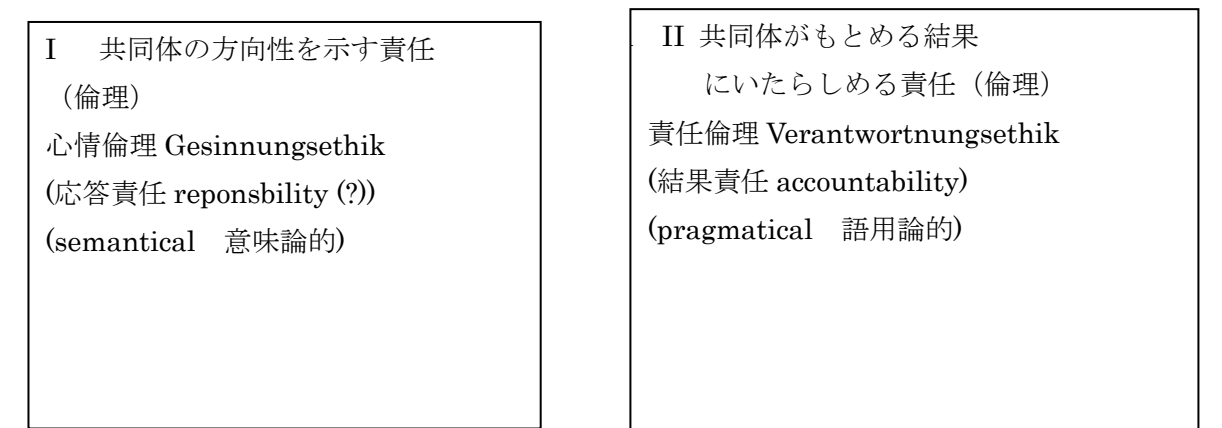 I　共同体の方向性を示す責任
（倫理）
心情倫理 Gesinnungsethik
(応答責任 reponsbility (?))
(semantical　意味論的)
II 共同体がもとめる結果
にいたらしめる責任（倫理）
責任倫理 Verantwortnungsethik
(結果責任 accountability)
(pragmatical　語用論的)